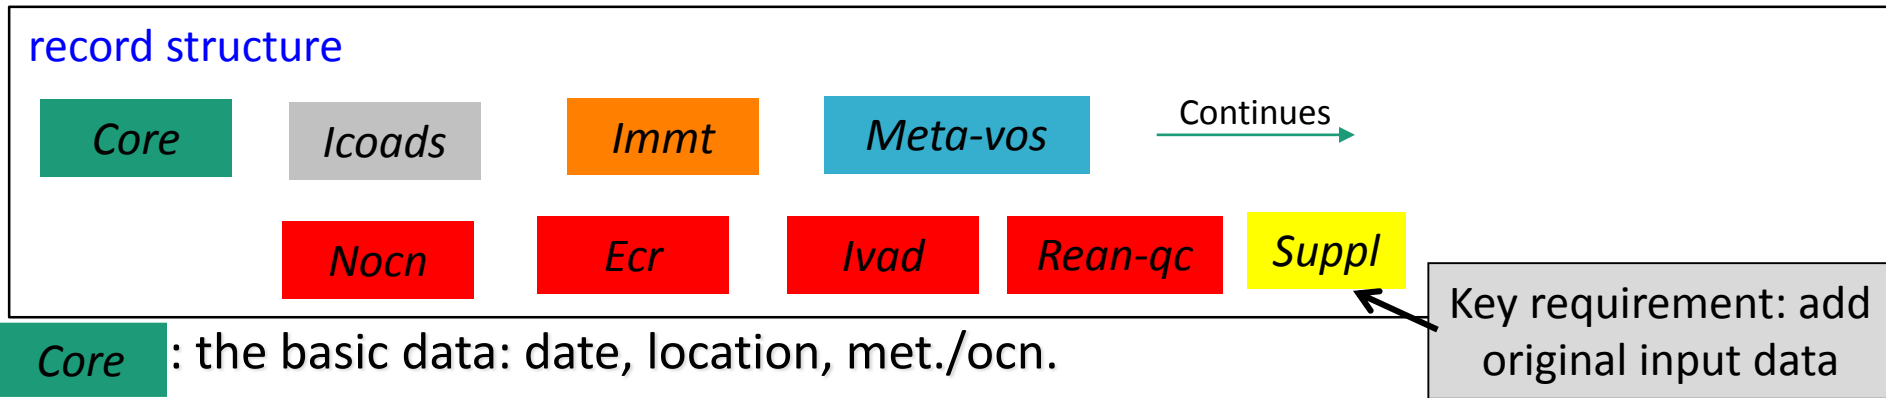 record structure
Core Icoads Immt Meta-vos Continues
Nocn Ecr Ivad Rean-qc Suppl
Key requirement: add
original input data
Core : the basic data: date, location, met./ocn.